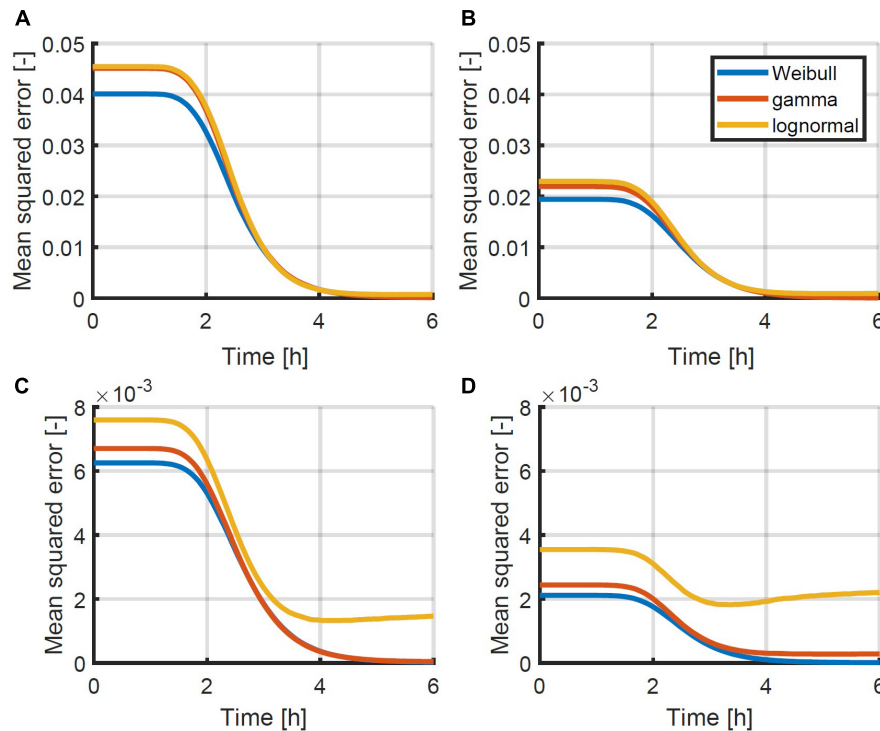 A
B
Mean squared error [-]
0.05
0.04
0.03
0.02
0.01
0
0 2 4 6
Time [h]
Mean squared error [-]
0.05
0.04
0.03
0.02
0.01
0
0 2 4 6
Time [h]
Weibull
gamma
lognormal
C
D
Mean squared error [-]
×10⁻³
8
6
4
2
0
0 2 4 6
Time [h]
Mean squared error [-]
×10⁻³
8
6
4
2
0
0 2 4 6
Time [h]